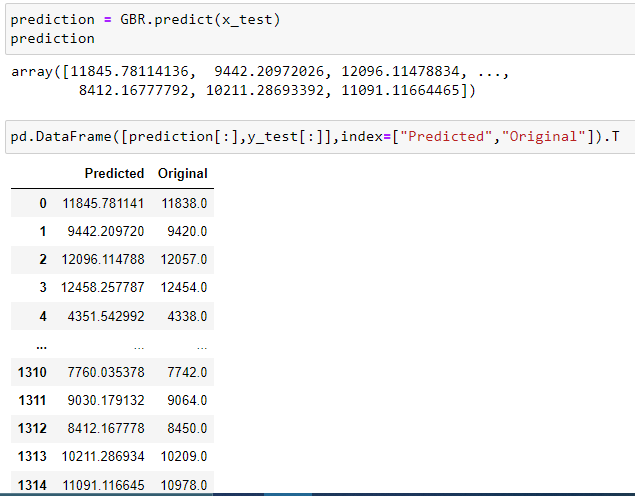 prediction = GBR.predict(x_test)
prediction
array([11845.78114136,  9442.20972026, 12096.11478834, ...,
        8412.16777792, 10211.28693392, 11091.11664465])
pd.DataFrame([prediction[:],y_test[:]],index=["Predicted","Original"]).T
Predicted Original
0 11845.781141 11838.0
1 9442.209720 9420.0
2 12096.114788 12057.0
3 12458.257787 12454.0
4 4351.542992 4338.0
... ... ...
1310 7760.035378 7742.0
1311 9030.179132 9064.0
1312 8412.167778 8450.0
1313 10211.286934 10209.0
1314 11091.116645 10978.0